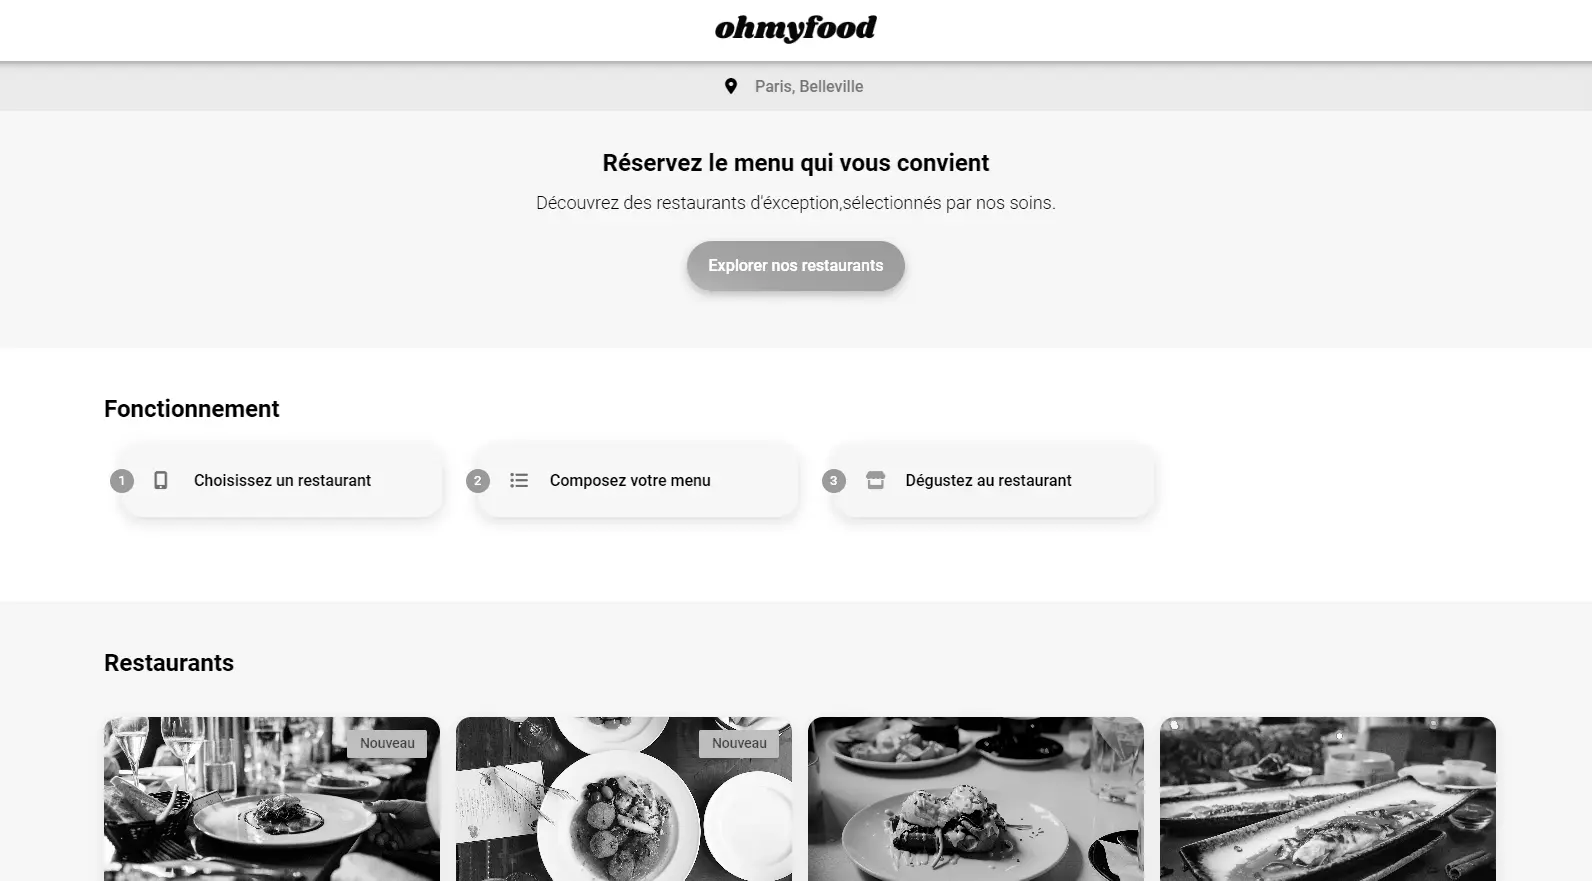 ohmyfood
Paris, Belleville
Réservez le menu qui vous convient
Découvrez des restaurants d'éxception,sélectionnés par nos soins.
Explorer nos restaurants
Fonctionnement
1 Choisissez un restaurant
2 Composez votre menu
3 Dégustez au restaurant
Restaurants
Nouveau
Nouveau